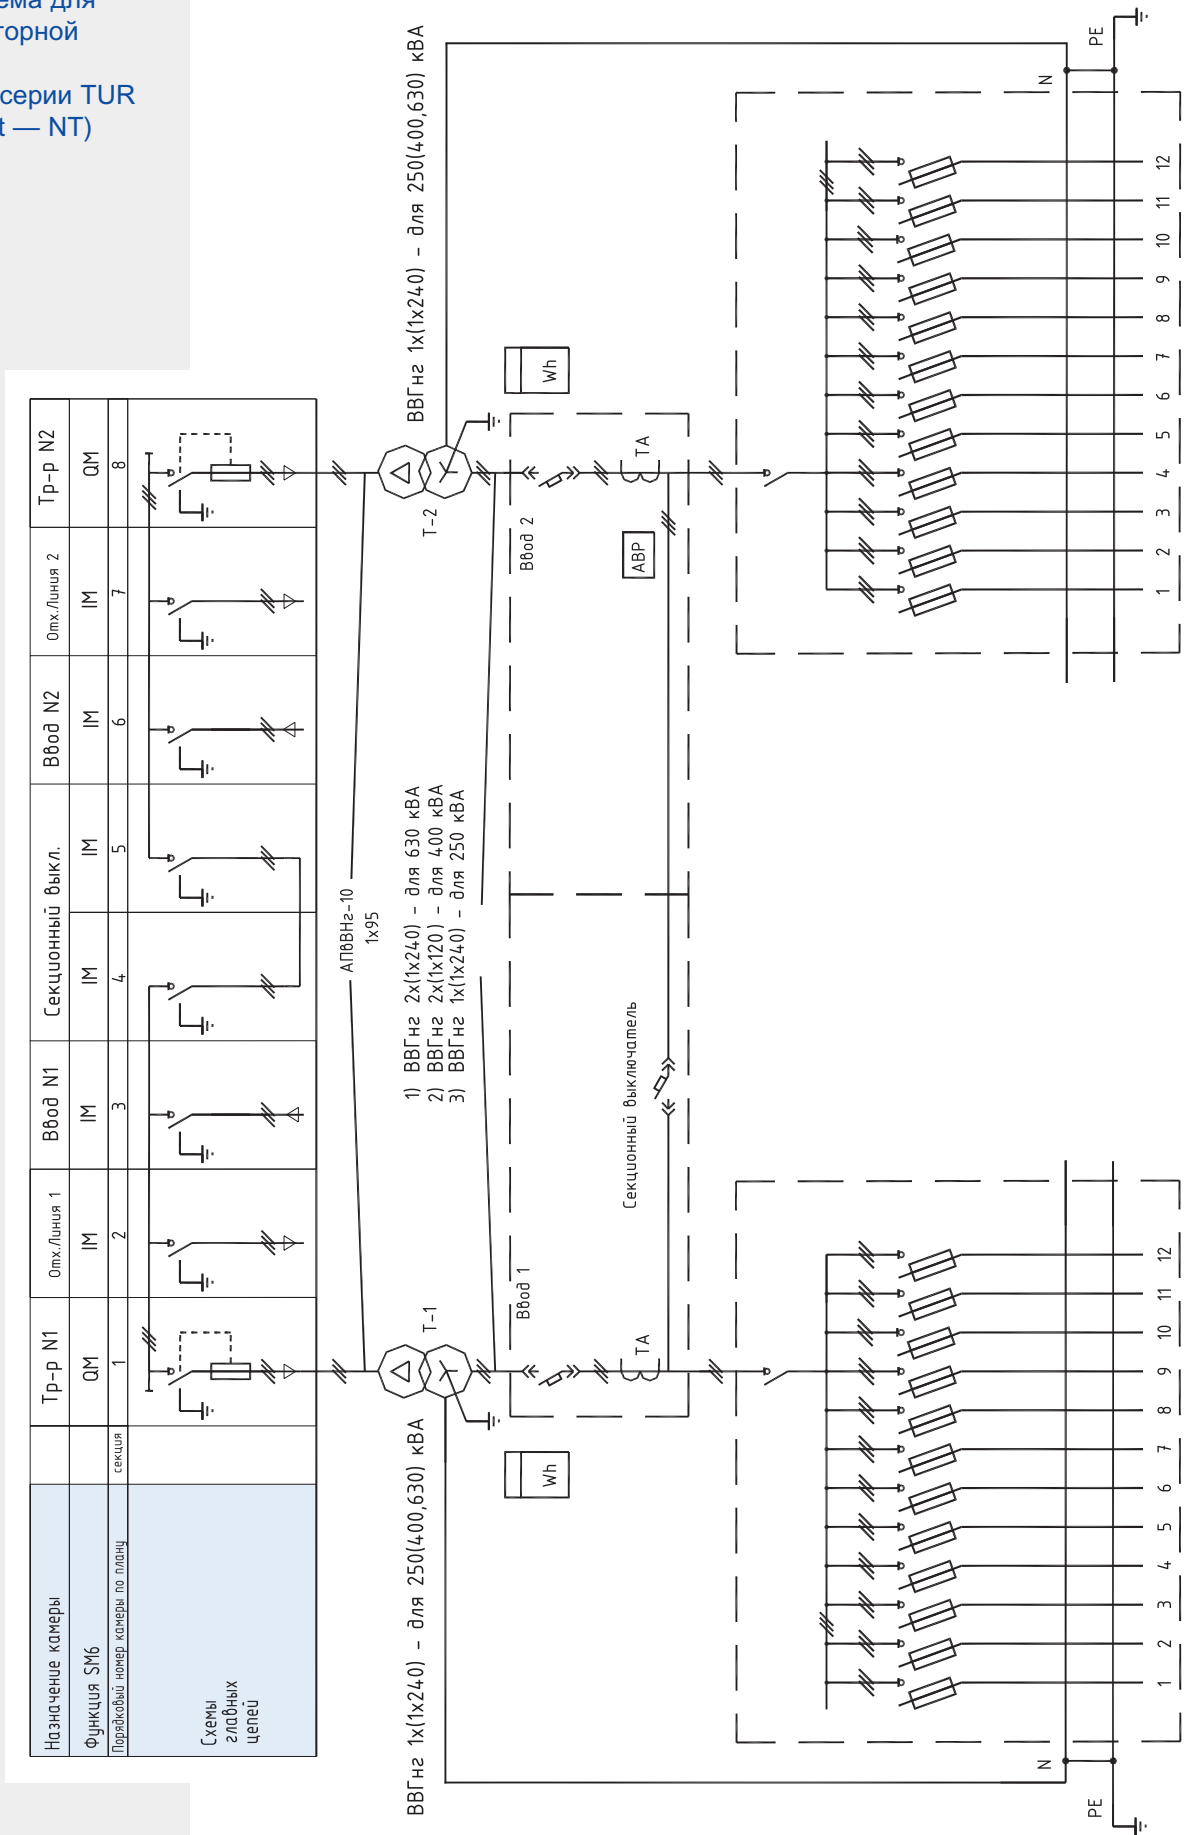 ема для
торной
серии TUR
t — NT)
Назначение камеры
Тр-р N1
Отх.Линия 1
Ввод N1
Секционный выкл.
Ввод N2
Отх.Линия 2
Тр-р N2
Функция SM6
QM
IM
IM
IM
IM
IM
IM
QM
Порядковый номер камеры по плану
секция
1
2
3
4
5
6
7
8
Схемы
главных
цепей
АПвВНг-10
1х95
ВВГнг 1х(1х240) - для 250(400,630) кВА
1) ВВГнг 2х(1х240) - для 630 кВА
2) ВВГнг 2х(1х120) - для 400 кВА
3) ВВГнг 1х(1х240) - для 250 кВА
ВВГнг 1х(1х240) - для 250(400,630) кВА
Т-1
Т-2
Wh
Ввод 1
Ввод 2
Wh
ТА
Секционный выключатель
АВР
ТА
N
PE
1 2 3 4 5 6 7 8 9 10 11 12
1 2 3 4 5 6 7 8 9 10 11 12
N
PE